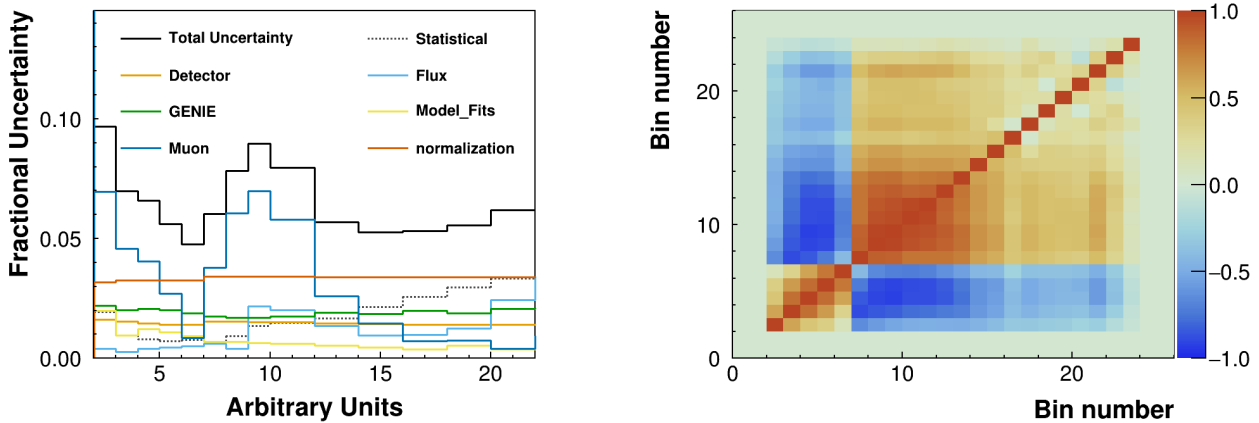 Fractional Uncertainty
0.10
0.05
0.00
Total Uncertainty
Statistical
Detector
Flux
GENIE
Model_Fits
Muon
normalization
5
10
15
20
Arbitrary Units
Bin number
20
10
0
0
10
20
Bin number
1.0
0.5
0.0
−0.5
−1.0